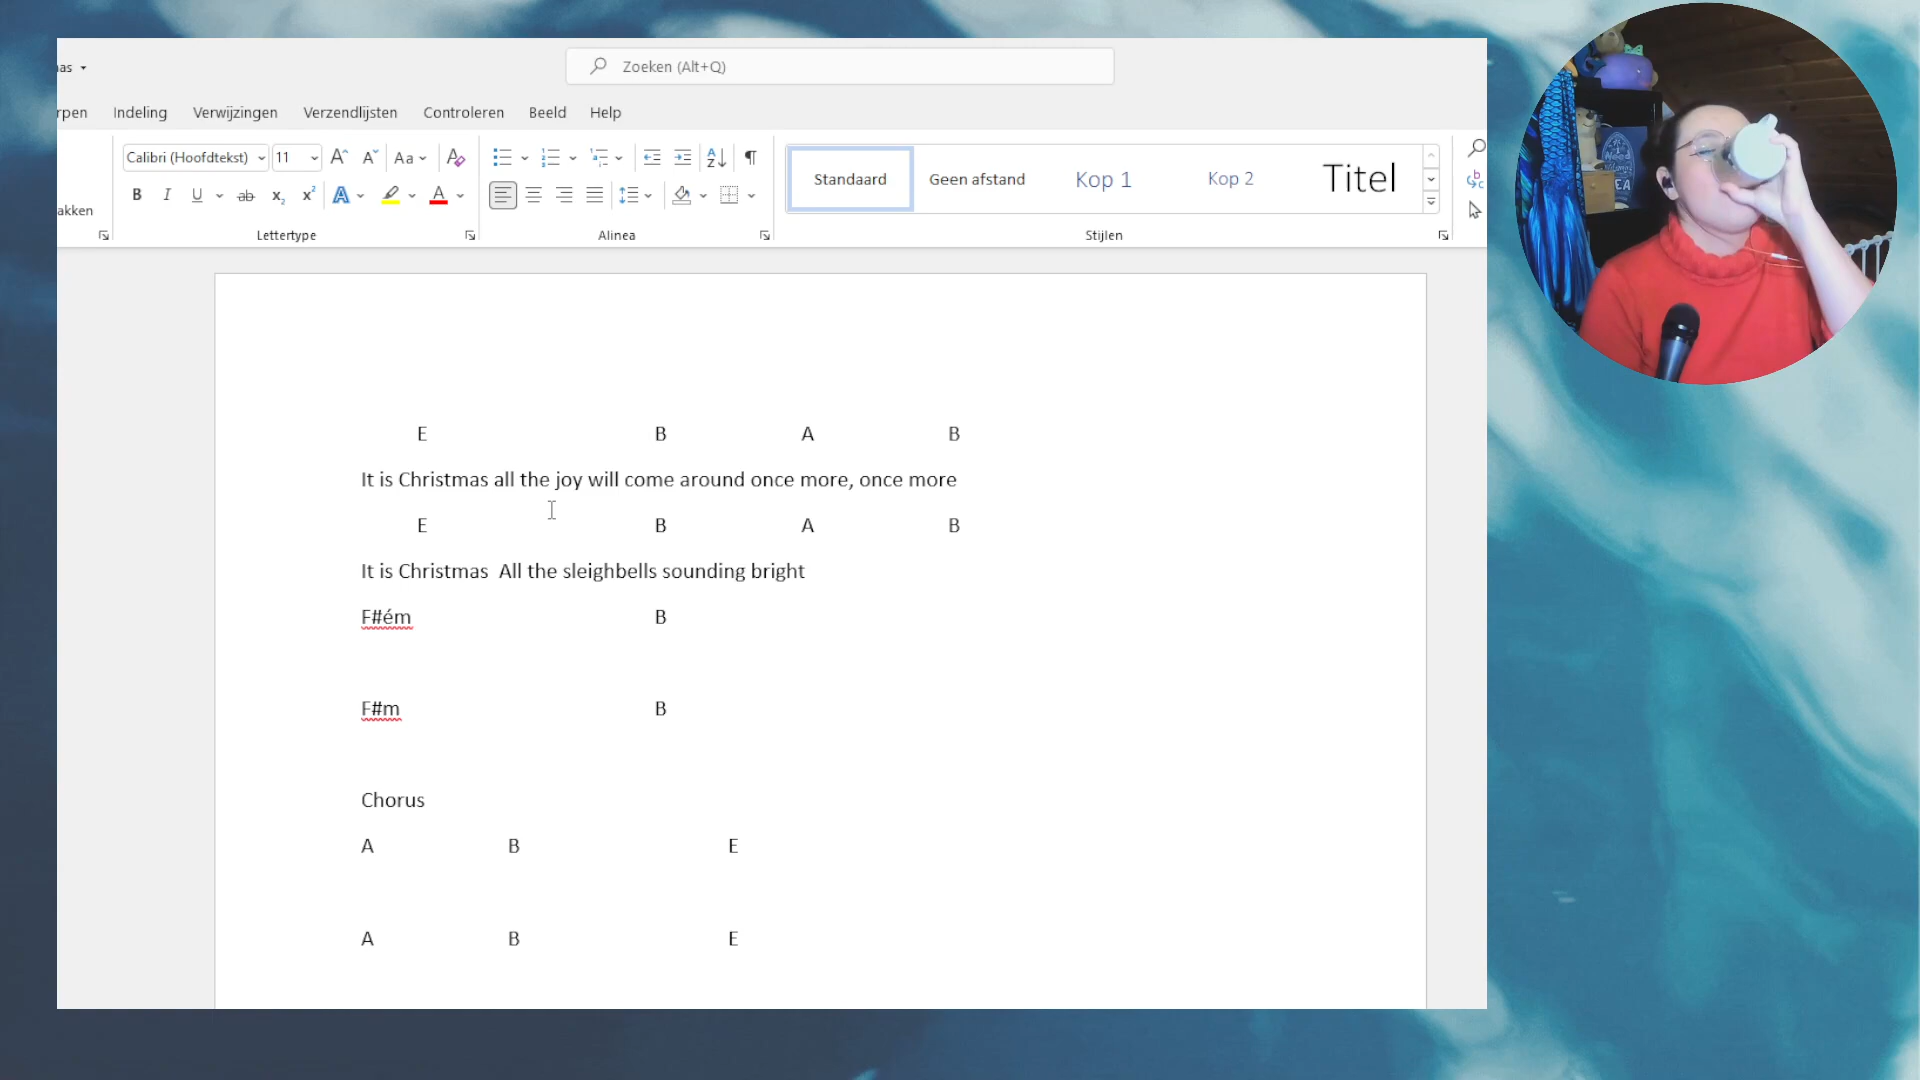 aas
Zoeken (Alt+Q)
rpen Indeling Verwijzingen Verzendlijsten Controleren Beeld Help
Calibri (Hoofdtekst) 11 Aa
Standaard Geen afstand Kop 1 Kop 2 Titel
akken
Lettertype Alinea Stijlen
E B A B
It is Christmas all the joy will come around once more, once more
E B A B
It is Christmas  All the sleighbells sounding bright
F#ém B
F#m B
Chorus
A B E
A B E